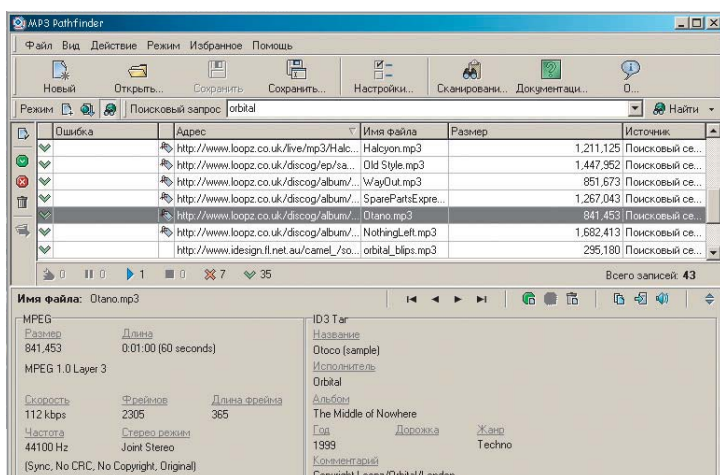 MP3 Pathfinder
Файл Вид Действие Режим Избранное Помощь
Новый Открыть... Сохранить Сохранить... Настройки... Сканировани... Документаци... О...
Режим Поисковый запрос orbital Найти
Ошибка Адрес Имя файла Размер Источник
http://www.loopz.co.uk/live/mp3/Halc... Halcyon.mp3 1,211,125 Поисковый се...
http://www.loopz.co.uk/discog/ep/sa... Old Style.mp3 1,447,952 Поисковый се...
http://www.loopz.co.uk/discog/album/... WayOut.mp3 851,673 Поисковый се...
http://www.loopz.co.uk/discog/album/... SparePartsExpre... 1,267,043 Поисковый се...
http://www.loopz.co.uk/discog/album/... Otano.mp3 841,453 Поисковый се...
http://www.loopz.co.uk/discog/album/... NothingLeft.mp3 1,682,413 Поисковый се...
http://www.idesign.fl.net.au/camel_/so... orbital_blips.mp3 295,180 Поисковый се...
0 0 1 0 7 35 Всего записей: 43
Имя файла: Otano.mp3
MPEG
Размер Длина
841,453 0:01:00 (60 seconds)
MPEG 1.0 Layer 3
Скорость Фреймов Длина фрейма
112 kbps 2305 365
Частота Стерео режим
44100 Hz Joint Stereo
(Sync, No CRC, No Copyright, Original)
ID3 Тэг
Название
Otoco (sample)
Исполнитель
Orbital
Альбом
The Middle of Nowhere
Год Дорожка Жанр
1999 Techno
Комментарий
Copyright Loopz/Orbital/London